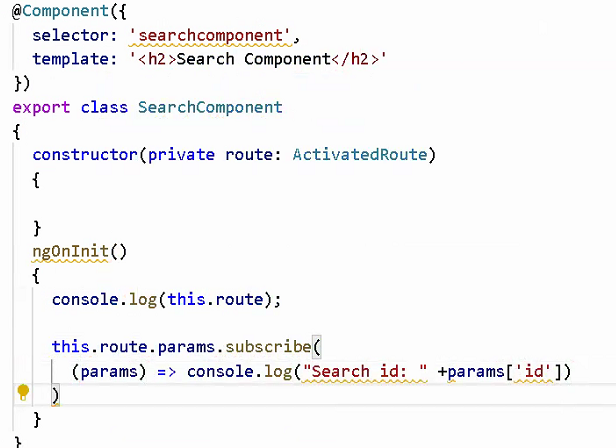 @Component({
selector: 'searchcomponent',
template: '<h2>Search Component</h2>'
})
export class SearchComponent
{
constructor(private route: ActivatedRoute)
{
}
ngOnInit()
{
console.log(this.route);
this.route.params.subscribe(
(params) => console.log("Search id: " +params['id'])
)
}
}